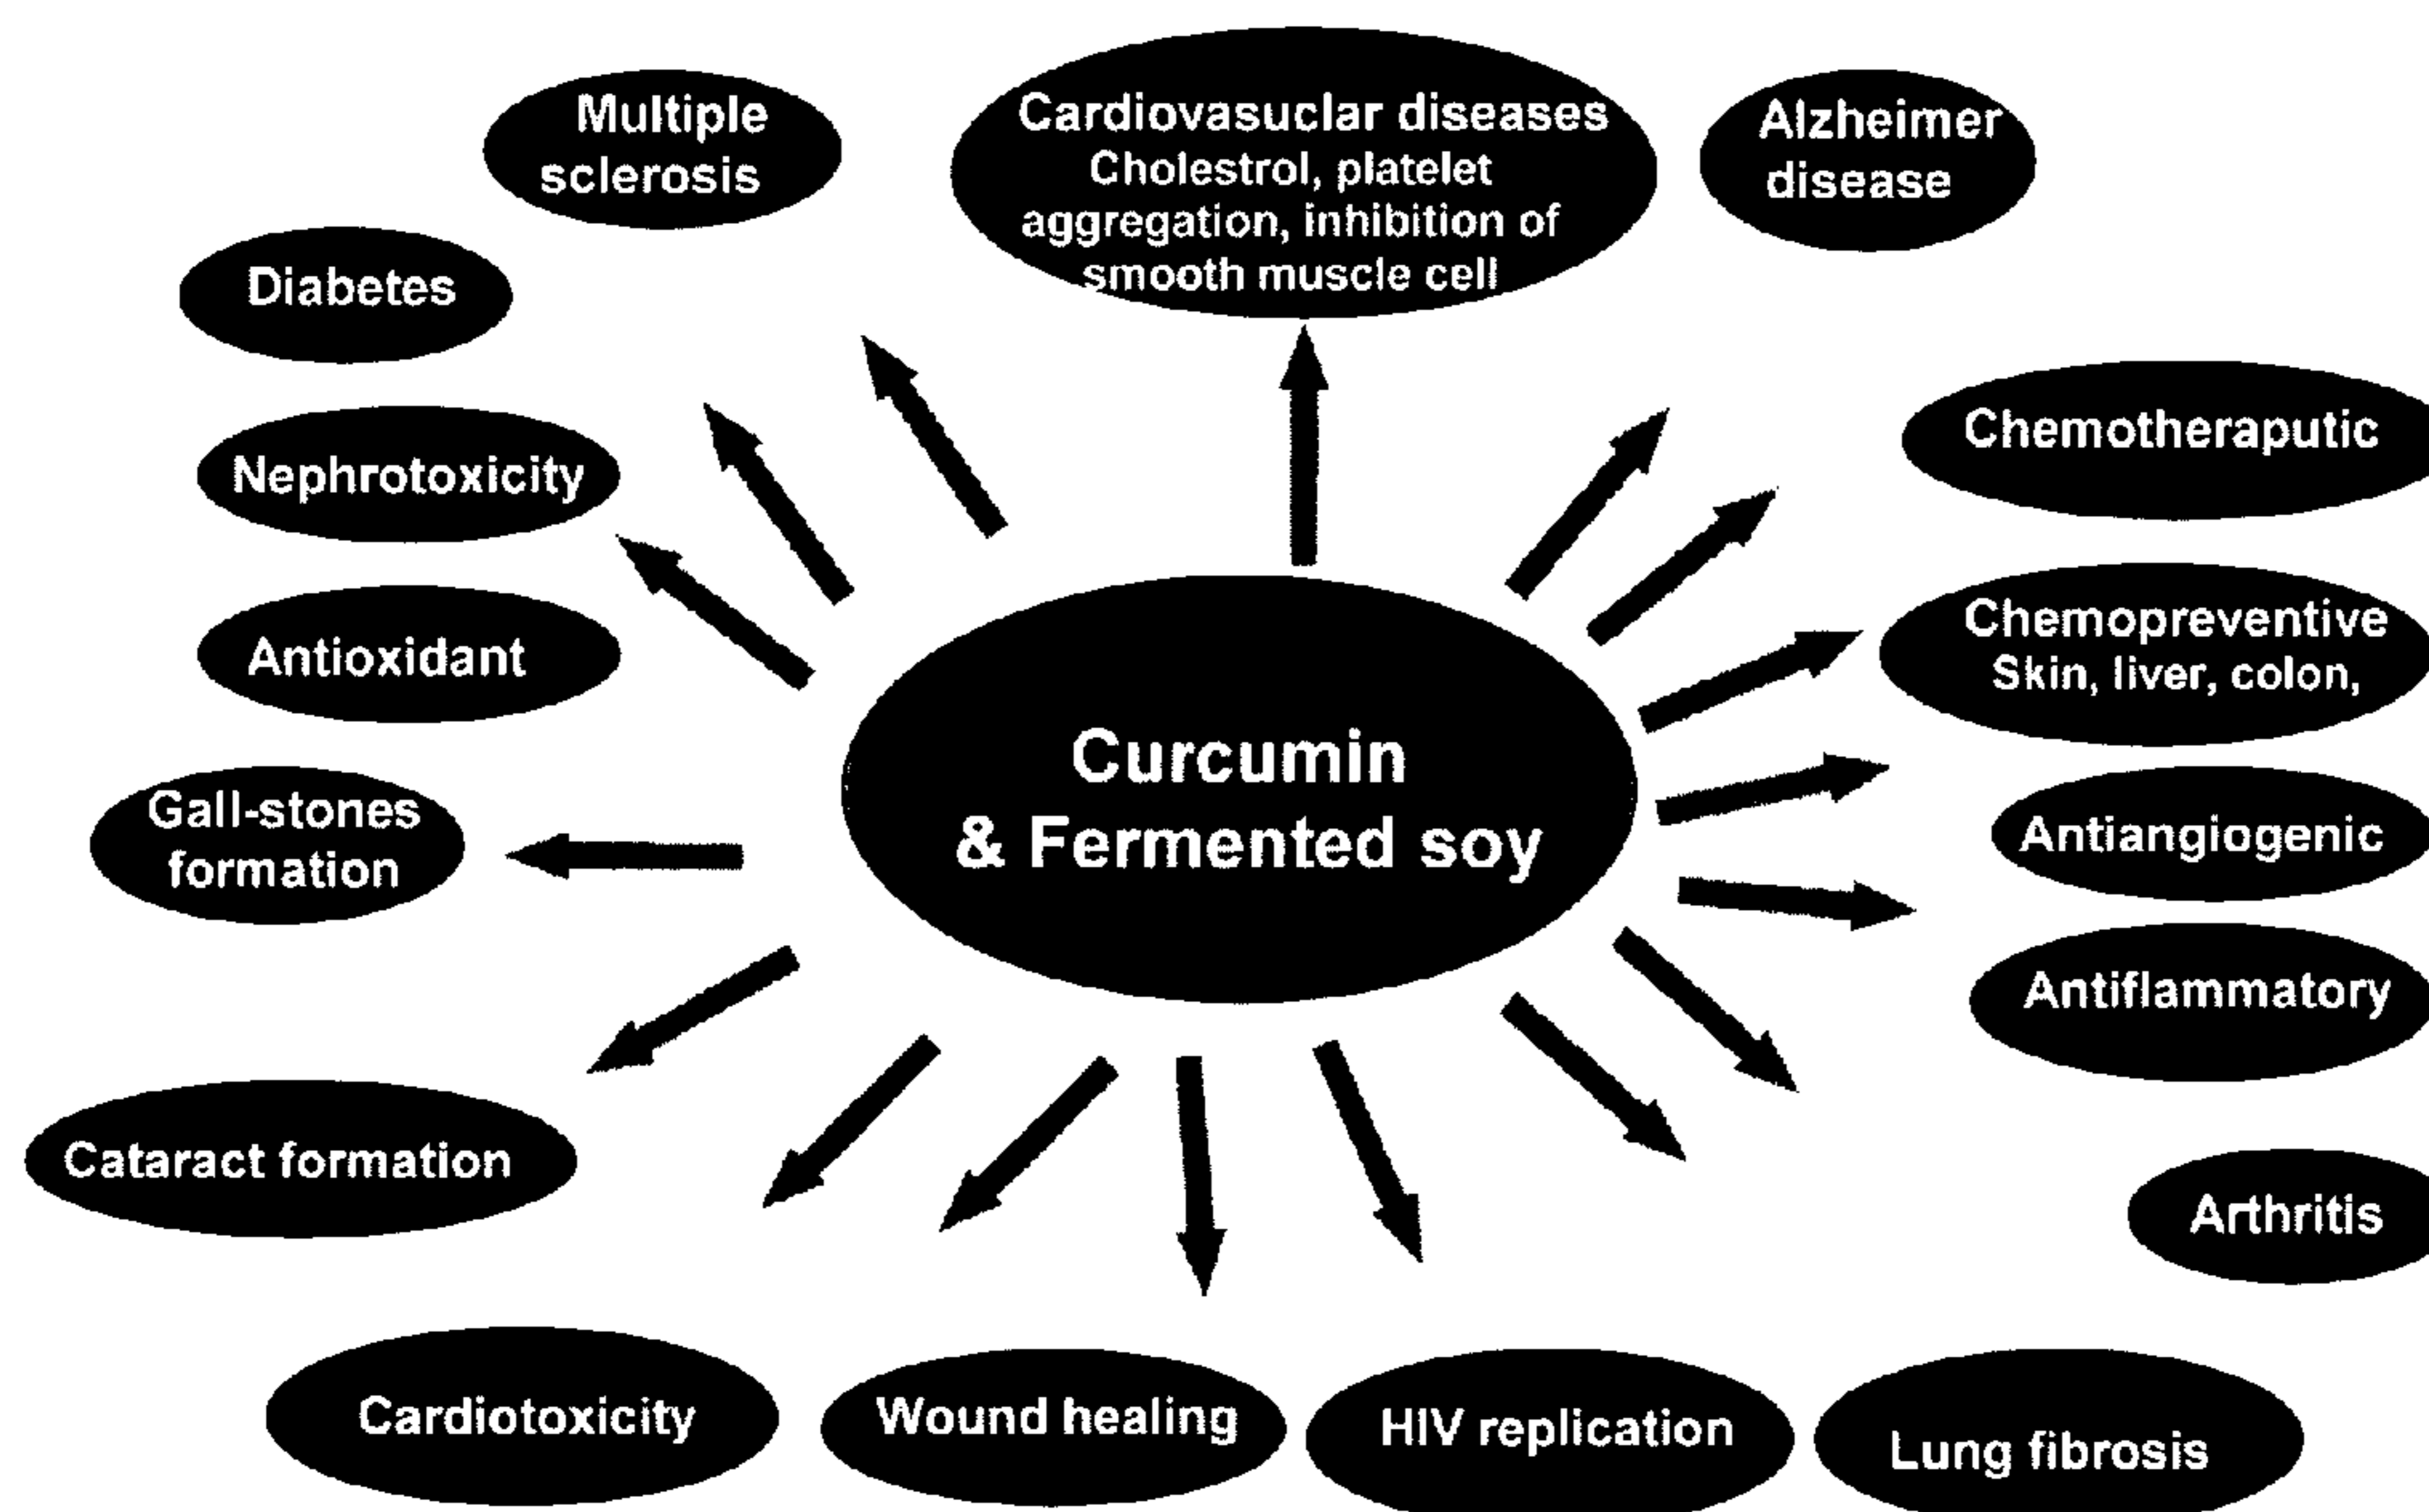 Multiple
sclerosis
Cardiovasuclar diseases
Cholestrol, platelet
aggregation, inhibition of
smooth muscle cell
Alzheimer
disease
Diabetes
Chemotheraputic
Nephrotoxicity
Chemopreventive
Skin, liver, colon,
Antioxidant
Curcumin
& Fermented soy
Gall-stones
formation
Antiangiogenic
Antiflammatory
Cataract formation
Arthritis
Cardiotoxicity
Wound healing
HIV replication
Lung fibrosis